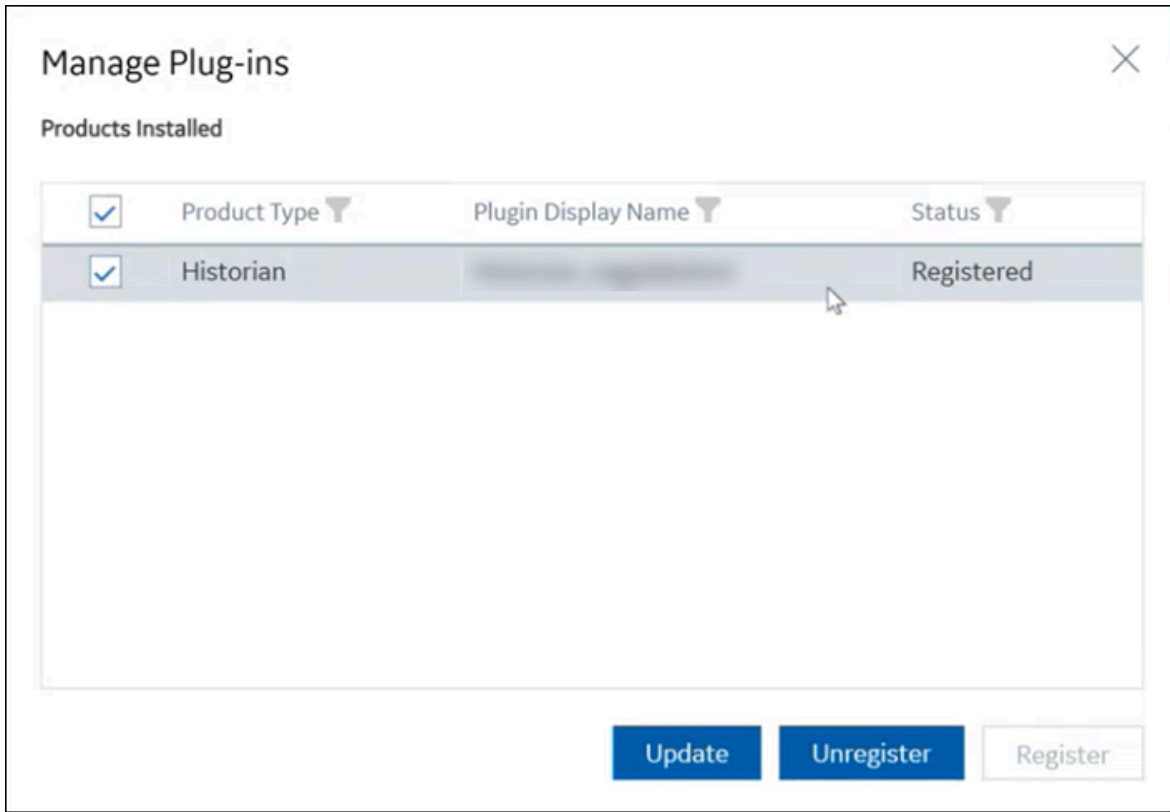 Manage Plug-ins
Products Installed
Product Type Plugin Display Name Status
Historian Registered
Update Unregister Register